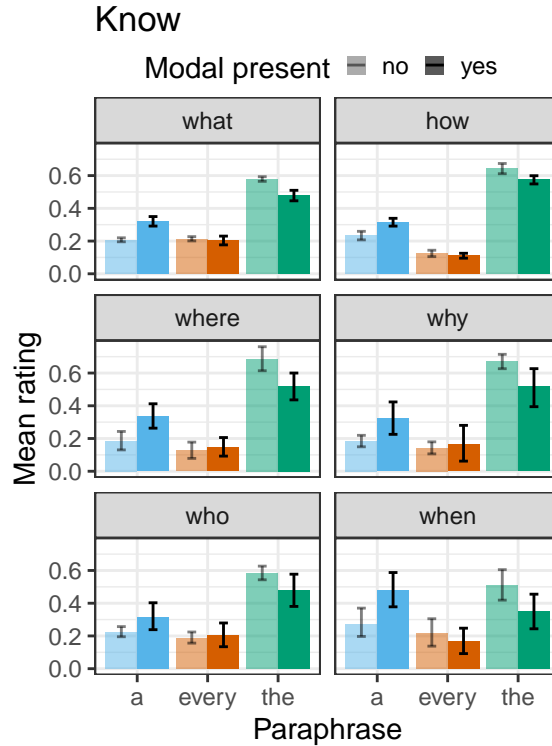 Know
Modal present no yes
what how
0.6
0.4
0.2
0.0
where why
0.6
0.4
0.2
0.0
who when
0.6
0.4
0.2
0.0
Mean rating
a every the a every the
Paraphrase